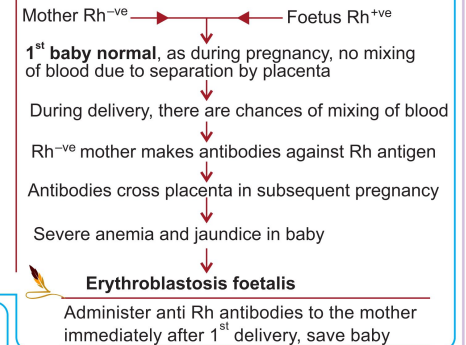 Mother Rh⁻ᵛᵉ Foetus Rh⁺ᵛᵉ
1ˢᵗ baby normal, as during pregnancy, no mixing
of blood due to separation by placenta
During delivery, there are chances of mixing of blood
Rh⁻ᵛᵉ mother makes antibodies against Rh antigen
Antibodies cross placenta in subsequent pregnancy
Severe anemia and jaundice in baby
Erythroblastosis foetalis
Administer anti Rh antibodies to the mother
immediately after 1ˢᵗ delivery, save baby